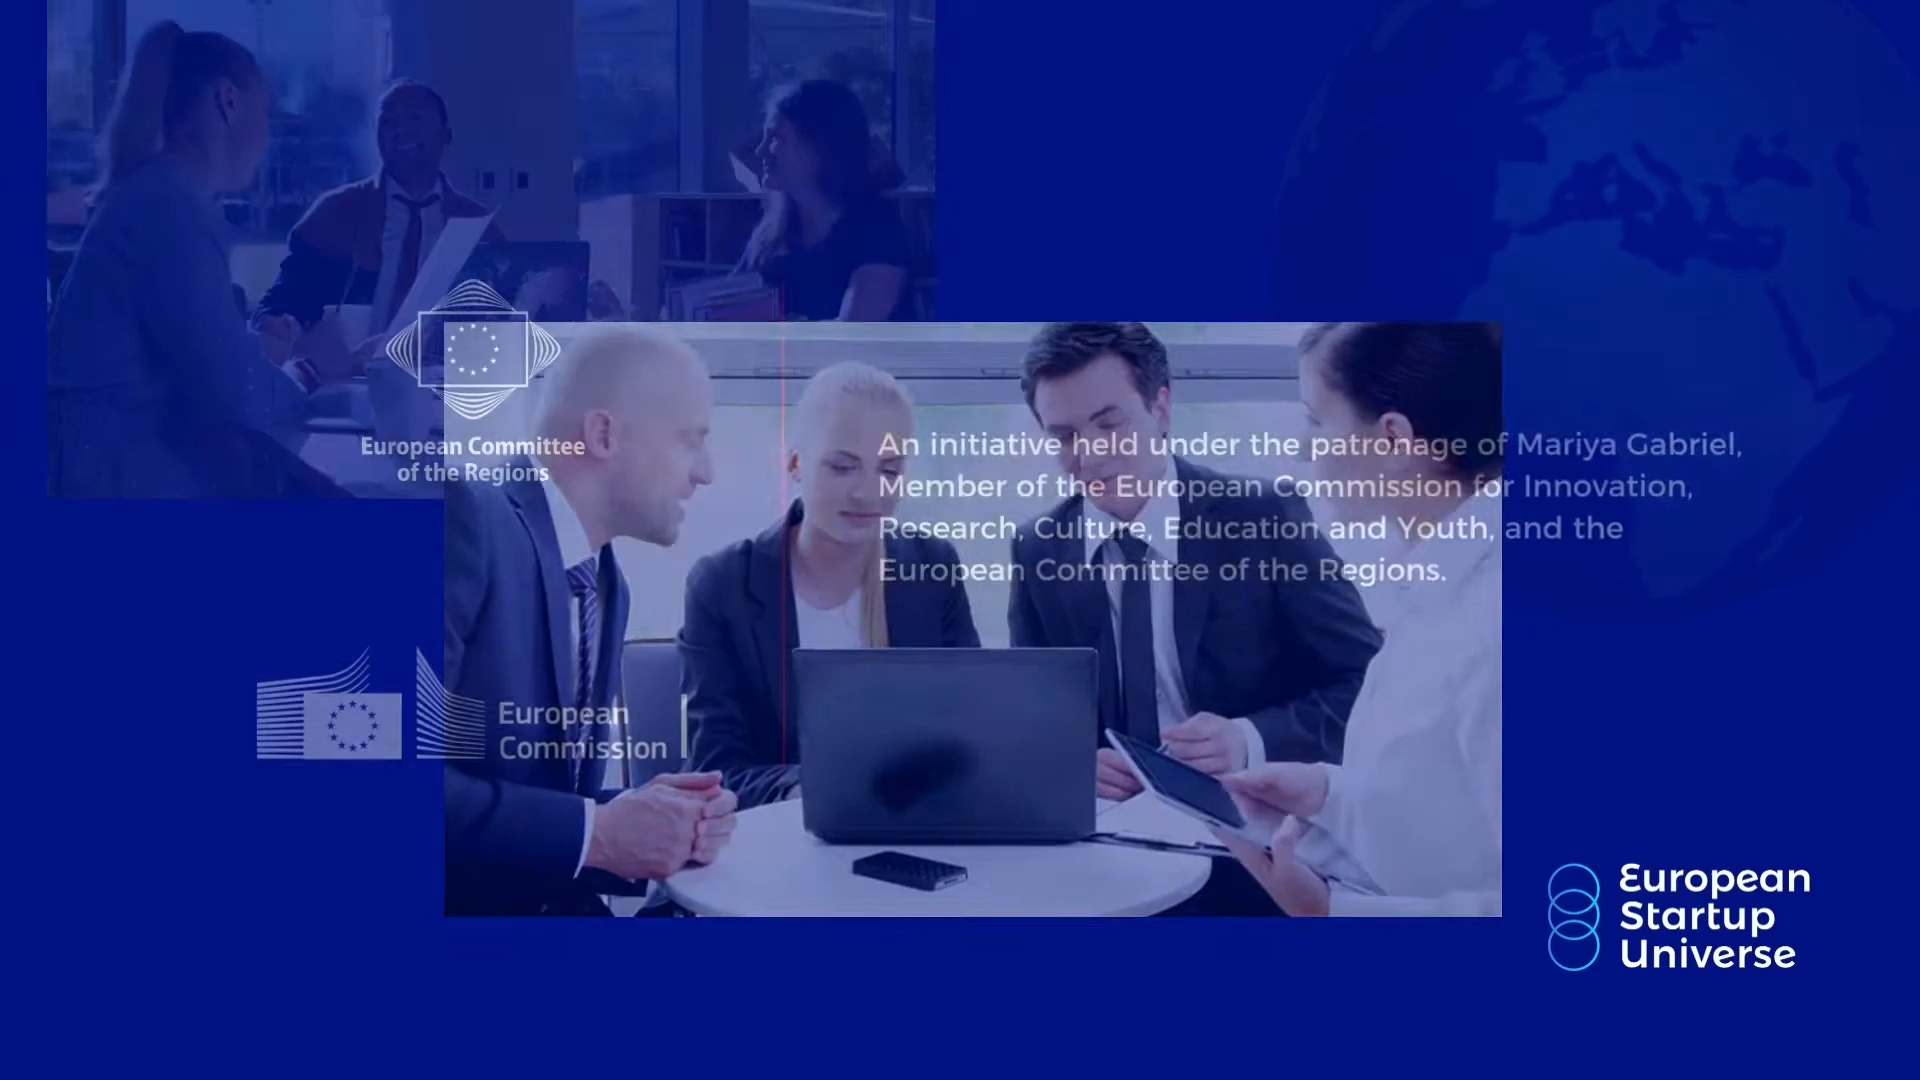 European Committee
of the Regions
An initiative held under the patronage of Mariya Gabriel,
Member of the European Commission for Innovation,
Research, Culture, Education and Youth, and the
European Committee of the Regions.
European
Commission
European
Startup
Universe